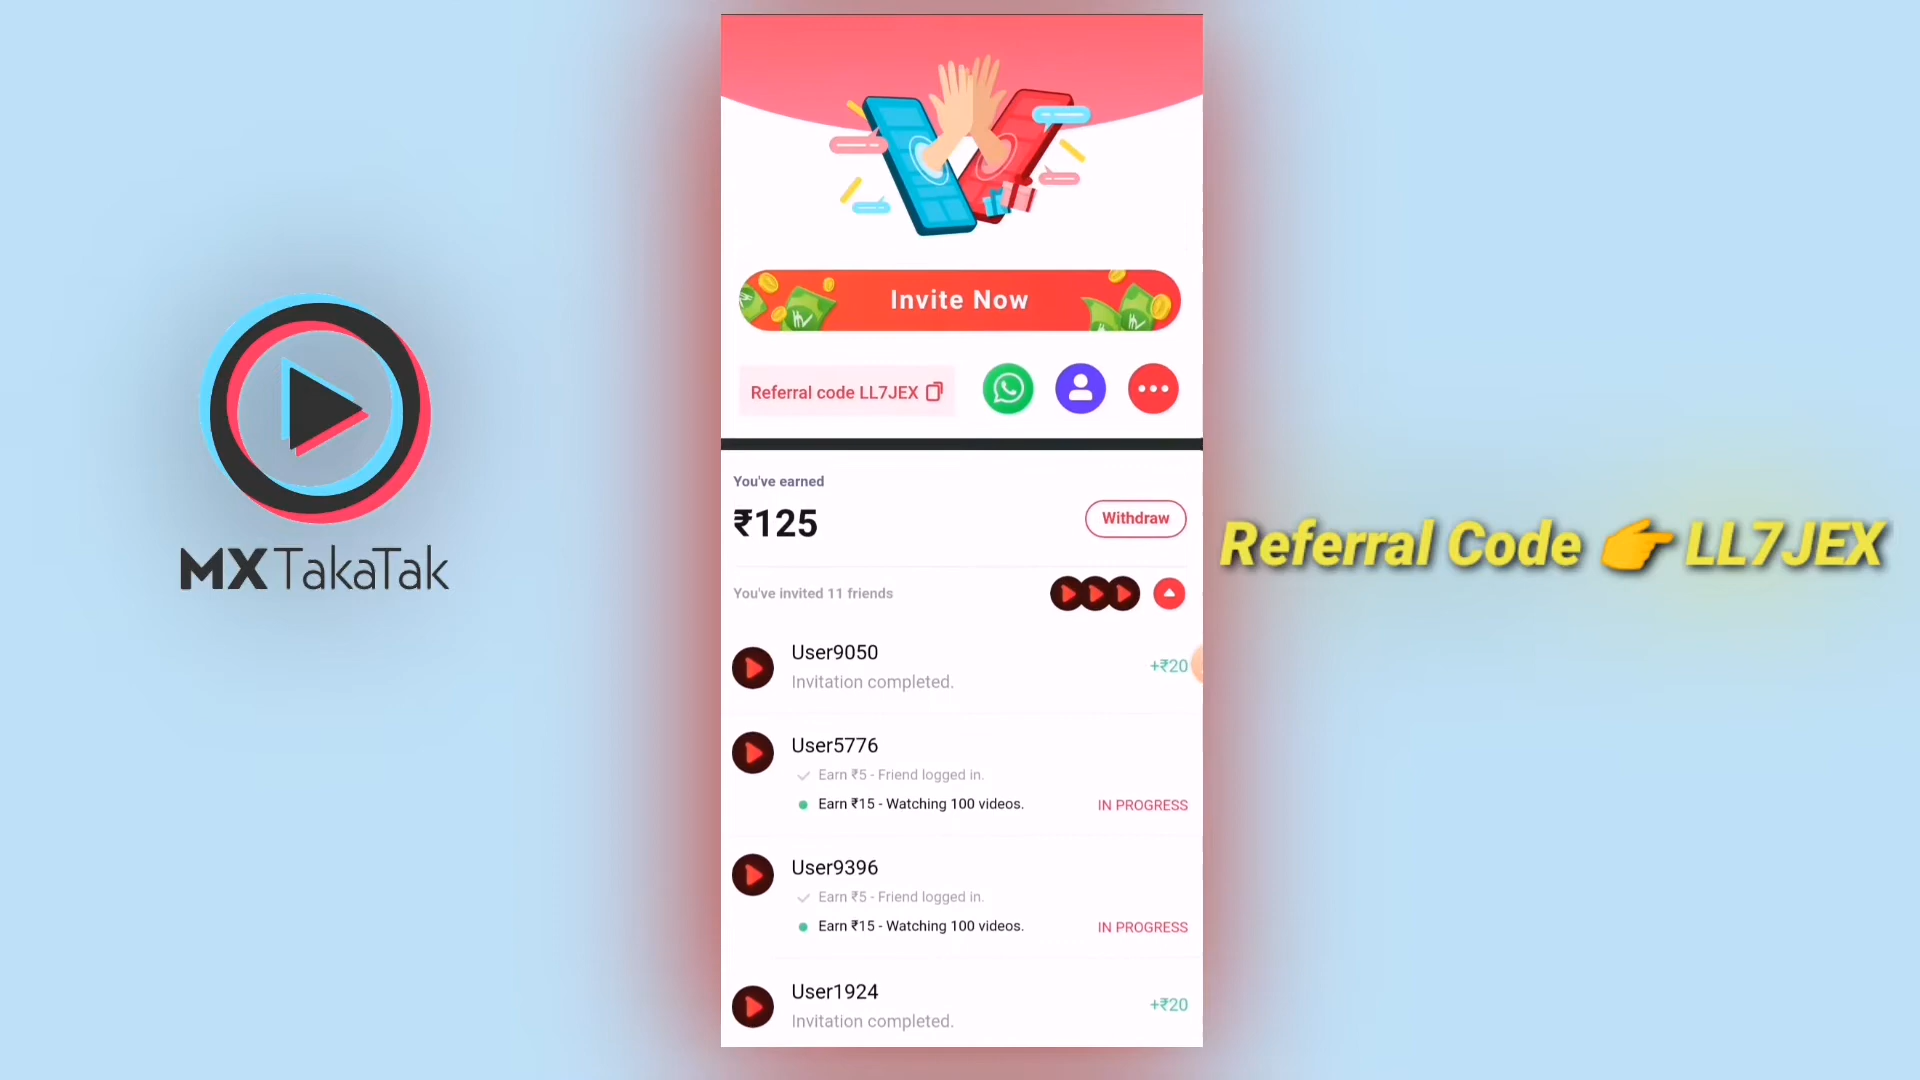 Invite Now
Referral code LL7JEX
You've earned
₹125
Withdraw
You've invited 11 friends
User9050
Invitation completed.
+₹20
User5776
Earn ₹5 - Friend logged in.
Earn ₹15 - Watching 100 videos.
IN PROGRESS
User9396
Earn ₹5 - Friend logged in.
Earn ₹15 - Watching 100 videos.
IN PROGRESS
User1924
Invitation completed.
+₹20
MXTakaTak
Referral Code 👉 LL7JEX